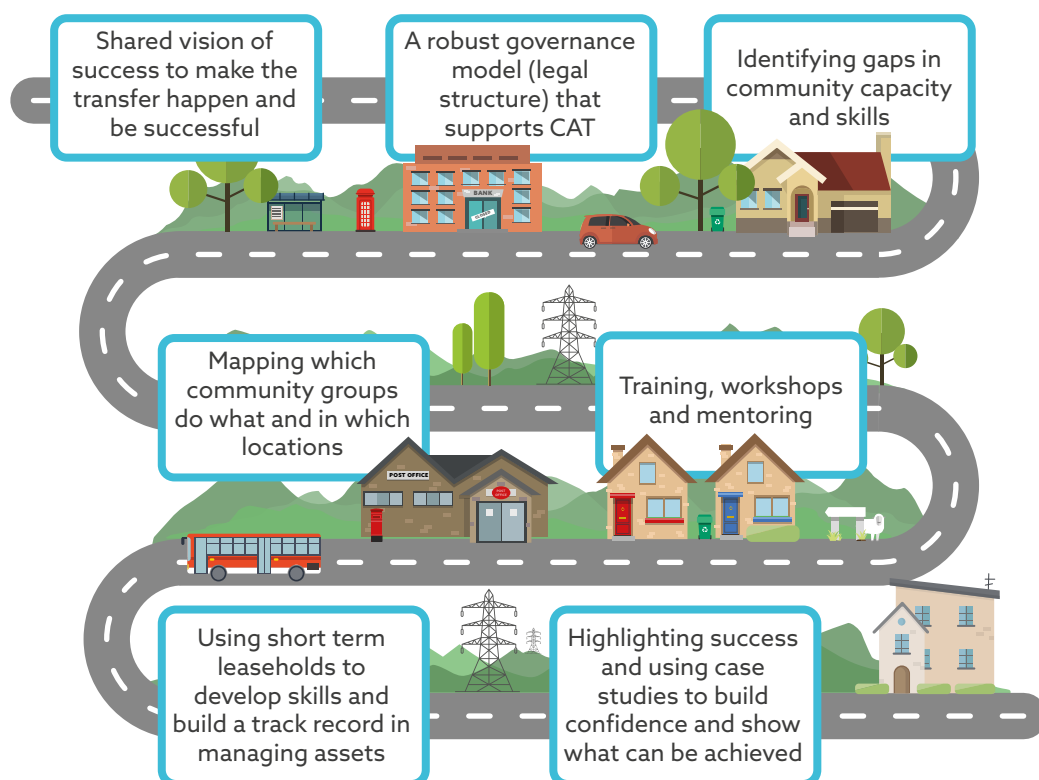 Shared vision of
success to make the
transfer happen and
be successful
A robust governance
model (legal
structure) that
supports CAT
Identifying gaps in
community capacity
and skills
BANK
CLOSED
Mapping which
community groups
do what and in which
locations
Training, workshops
and mentoring
POST OFFICE
POST
OFFICE
Using short term
leaseholds to
develop skills and
build a track record in
managing assets
Highlighting success
and using case
studies to build
confidence and show
what can be achieved